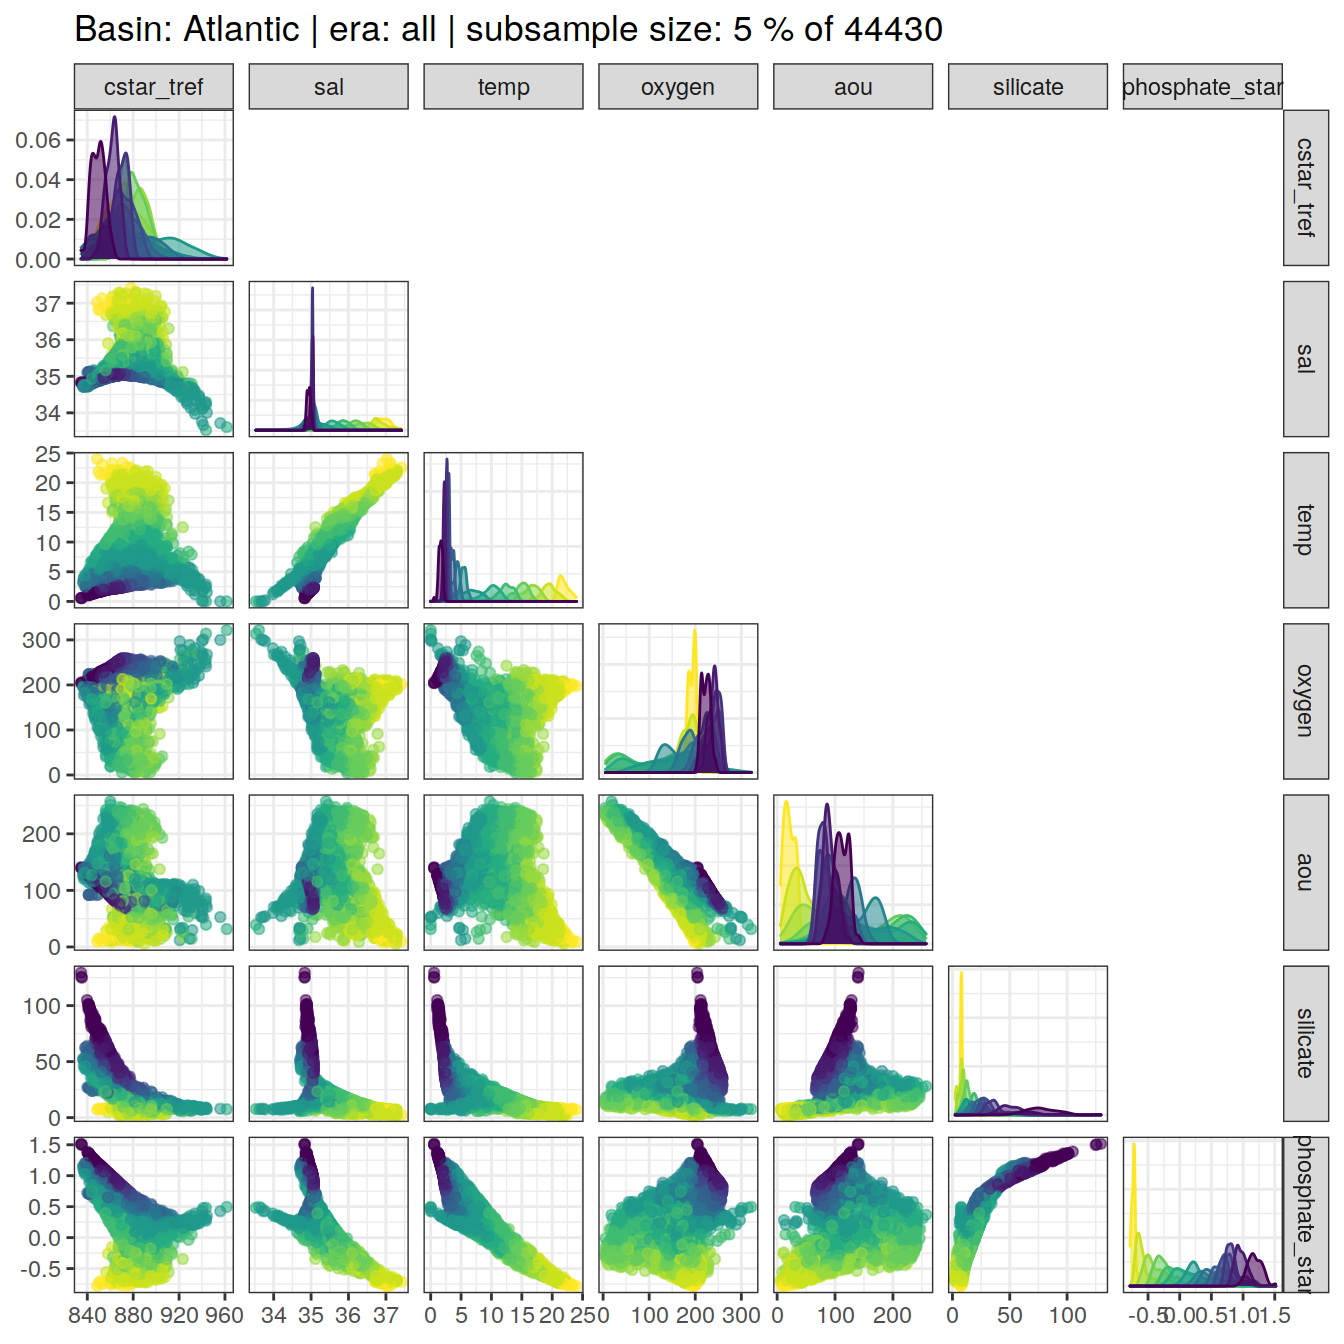 Basin: Atlantic | era: all | subsample size: 5 % of 44430
cstar_tref sal temp oxygen aou silicate phosphate_star
0.06
0.04
0.02
0.00
cstar_tref
37
36
35
34
sal
25
20
15
10
5
0
temp
300
200
100
0
oxygen
200
100
0
aou
100
50
0
silicate
1.5
1.0
0.5
0.0
-0.5
phosphate_star
840 880 920 960 34 35 36 37 0 5 10 15 20 25 0 100 200 300 0 100 200 0 50 100 -0.5 0.0 0.5 1.0 1.5